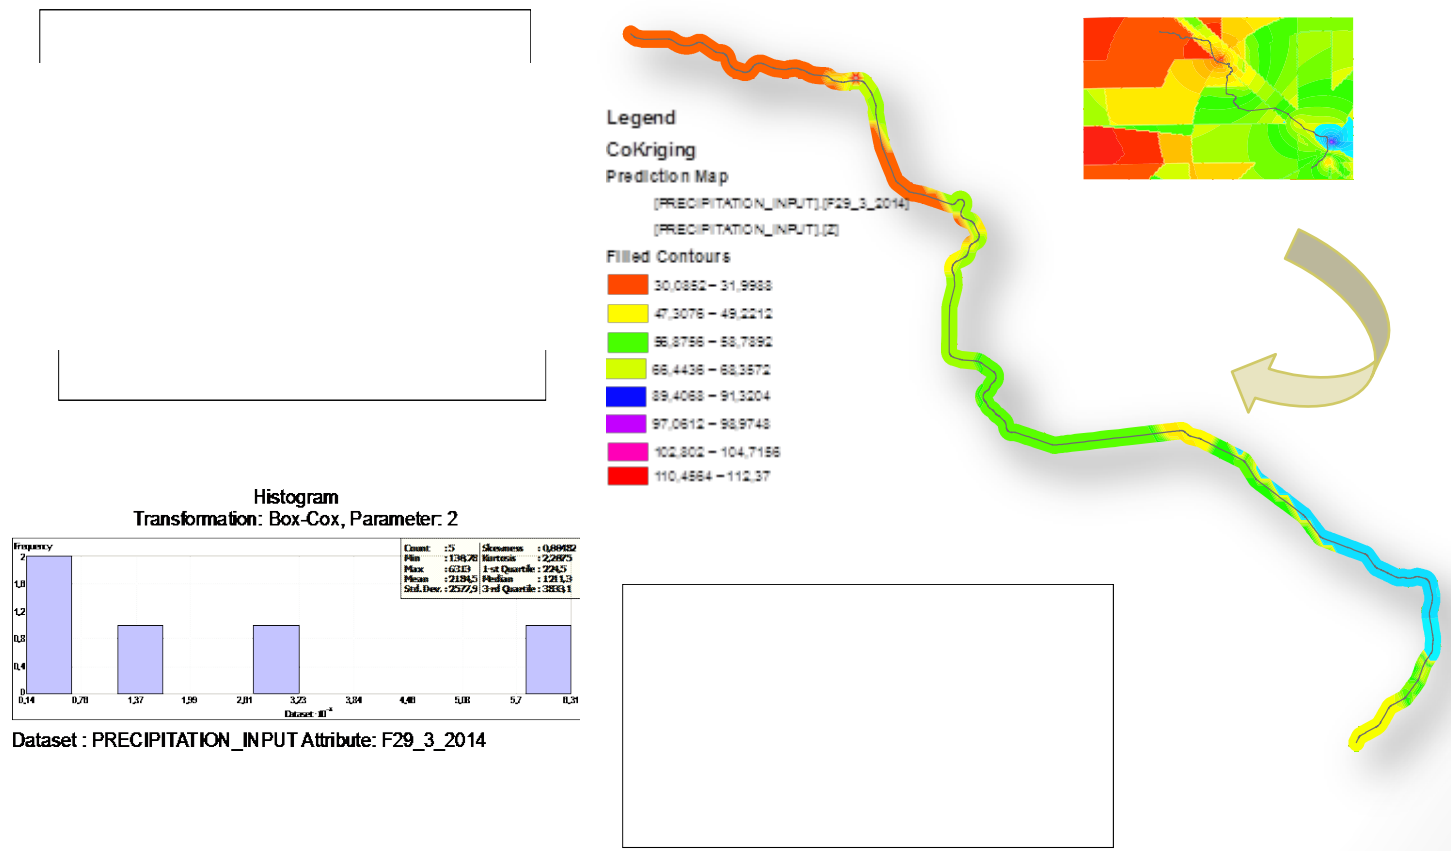 Legend
CoKriging
Prediction Map
[PRECIPITATION_INPUT].[F29_3_2014]
[PRECIPITATION_INPUT].[Z]
Filled Contours
30,0852 – 31,9988
47,3076 – 49,2212
56,8756 – 58,7892
66,4436 – 68,3572
89,4068 – 91,3204
97,0612 – 98,9748
102,802 – 104,7156
110,4564 – 112,37
Histogram
Transformation: Box-Cox, Parameter: 2
Frequency
Count : 5 Skewness : 0,88482
Min : 138,78 Kurtosis : 2,2875
Max : 6313 1-st Quartile : 224,5
Mean : 2184,5 Median : 1211,3
Std. Dev. : 2577,9 3-rd Quartile : 3833,1
2
1,6
1,2
0,8
0,4
0
0,14 0,76 1,37 1,99 2,61 3,23 3,84 4,46 5,08 5,7 6,31
Dataset
Dataset : PRECIPITATION_INPUT Attribute: F29_3_2014